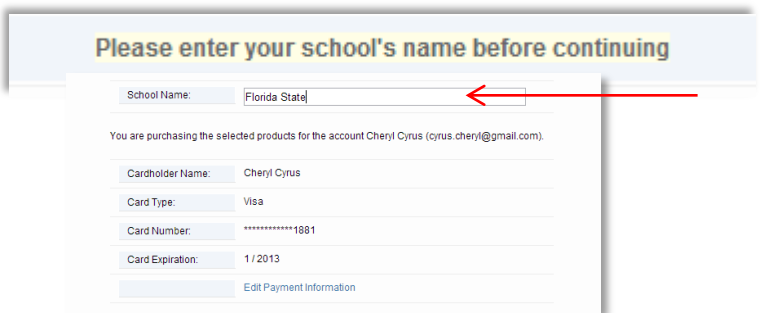 Please enter your school's name before continuing
School Name: Florida State
You are purchasing the selected products for the account Cheryl Cyrus (cyrus.cheryl@gmail.com).
Cardholder Name: Cheryl Cyrus
Card Type: Visa
Card Number: ************1881
Card Expiration: 1 / 2013
Edit Payment Information